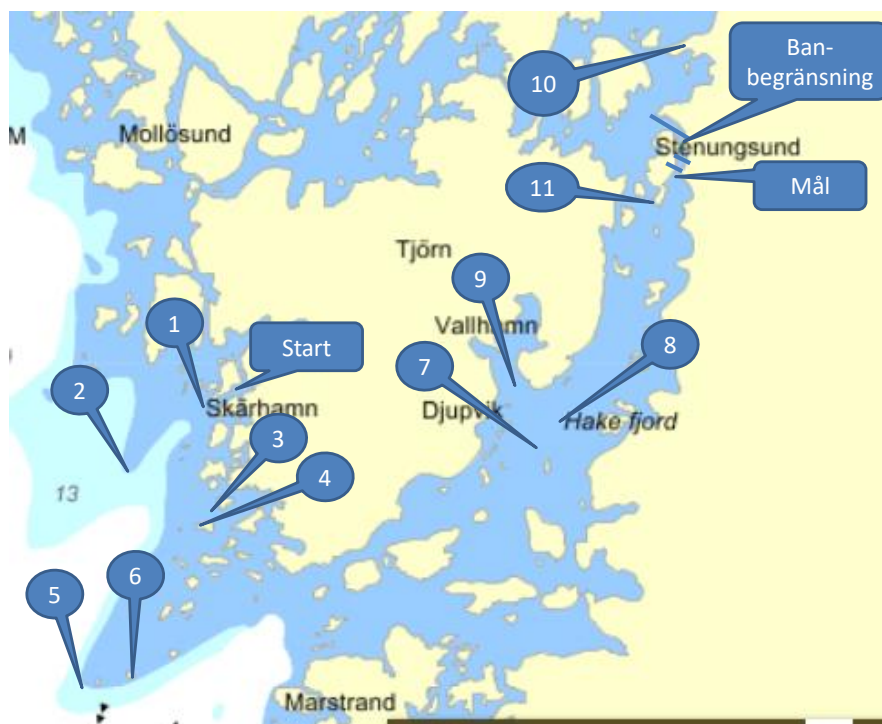 10
Ban-
begränsning
M
Mollösund
Stenungsund
11
Mål
Tjörn
9
1
Vallhamn
Start
7
8
2
Skärhamn
Djupvik
Hake fjord
3
4
13
6
5
Marstrand